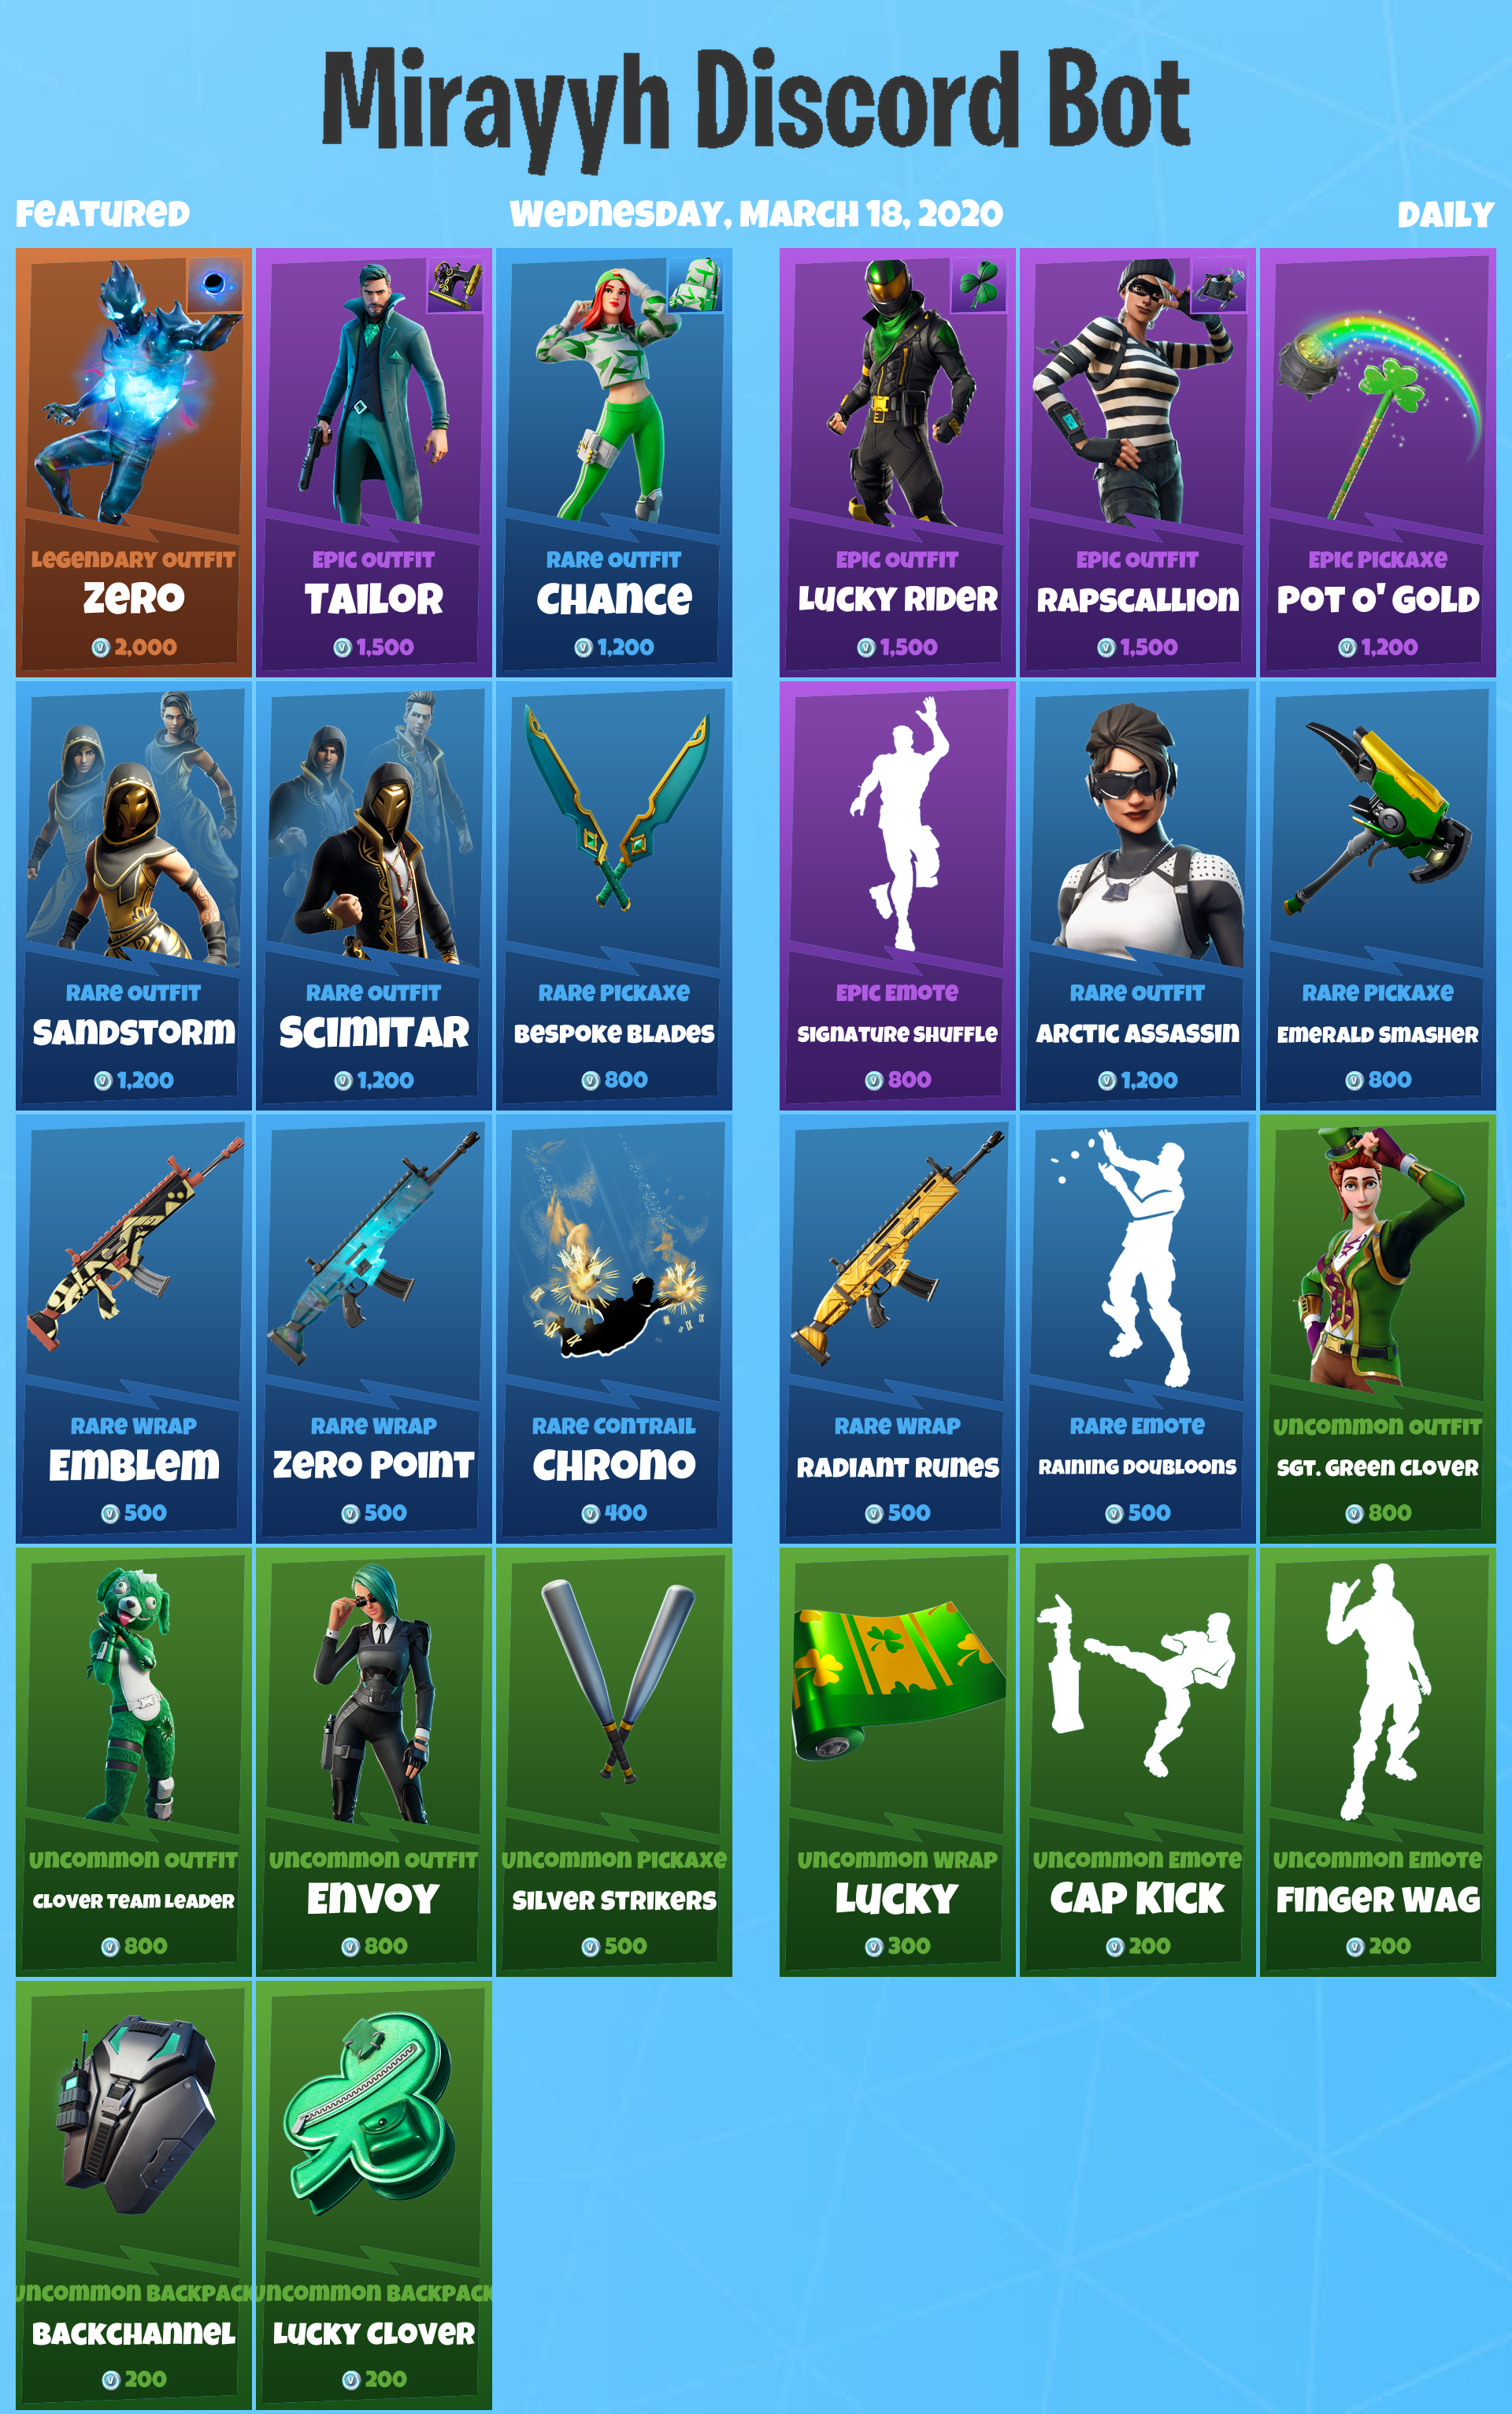 Mirayyh Discord Bot
Featured
Wednesday, March 18, 2020
Daily
Legendary Outfit
Zero
2,000
Epic Outfit
Tailor
1,500
Rare Outfit
Chance
1,200
Epic Outfit
Lucky Rider
1,500
Epic Outfit
Rapscallion
1,500
Epic Pickaxe
Pot o' Gold
1,200
Rare Outfit
Sandstorm
1,200
Rare Outfit
Scimitar
1,200
Rare Pickaxe
Bespoke Blades
800
Epic Emote
Signature Shuffle
800
Rare Outfit
Arctic Assassin
1,200
Rare Pickaxe
Emerald Smasher
800
Rare Wrap
Emblem
500
Rare Wrap
Zero Point
500
Rare Contrail
Chrono
400
Rare Wrap
Radiant Runes
500
Rare Emote
Raining Doubloons
500
Uncommon Outfit
Sgt. Green Clover
800
Uncommon Outfit
Clover Team Leader
800
Uncommon Outfit
Envoy
800
Uncommon Pickaxe
Silver Strikers
500
Uncommon Wrap
Lucky
300
Uncommon Emote
Cap Kick
200
Uncommon Emote
Finger Wag
200
Uncommon Backpack
Backchannel
200
Uncommon Backpack
Lucky Clover
200